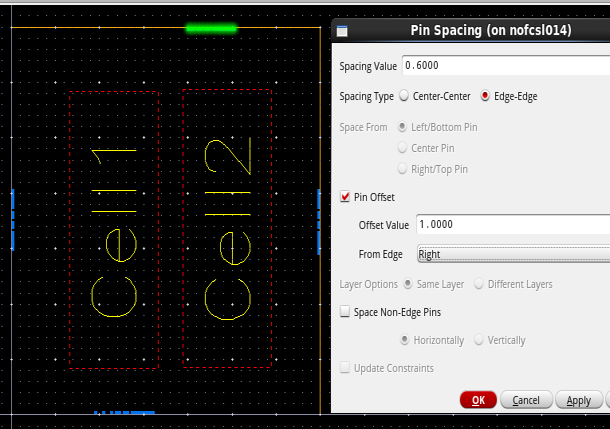 Pin Spacing (on nofcsl014)
Spacing Value 0.6000
Spacing Type Center-Center Edge-Edge
Space From Left/Bottom Pin
Center Pin
Right/Top Pin
Pin Offset
Offset Value 1.0000
From Edge Right
Layer Options Same Layer Different Layers
Space Non-Edge Pins
Horizontally Vertically
Update Constraints
OK Cancel Apply
Cell1
Cell2